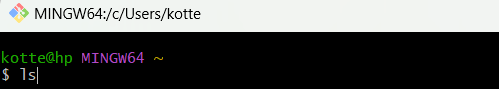 MINGW64:/c/Users/kotte
kotte@hp MINGW64 ~
$ ls